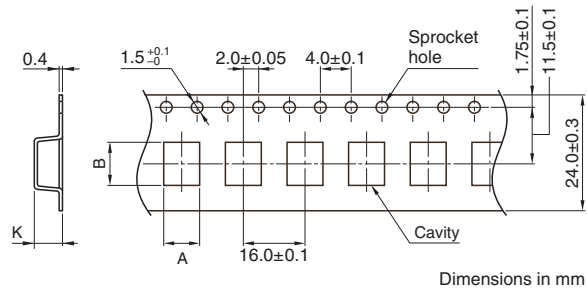 0.4
1.5 +0.1 –0
2.0±0.05
4.0±0.1
Sprocket
hole
1.75±0.1
11.5±0.1
24.0±0.3
B
K
A
16.0±0.1
Cavity
Dimensions in mm